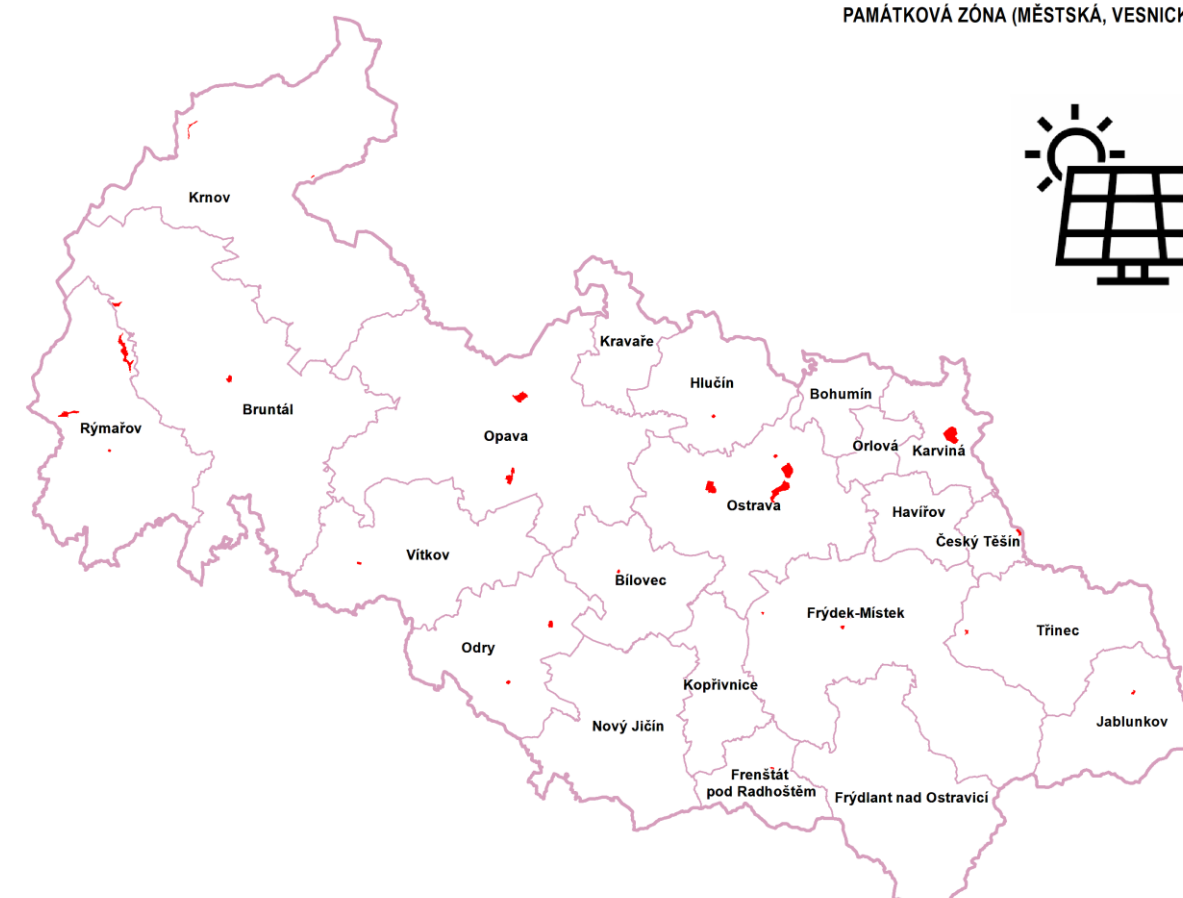 PAMÁTKOVÁ ZÓNA (MĚSTSKÁ, VESNICK
Krnov
Kravaře
Hlučín
Bohumín
Bruntál
Rýmařov
Opava
Orlová
Karviná
Ostrava
Havířov
Český Těšín
Vítkov
Bílovec
Frýdek-Místek
Třinec
Odry
Kopřivnice
Nový Jičín
Jablunkov
Frenštát
pod Radhoštěm
Frýdlant nad Ostravicí